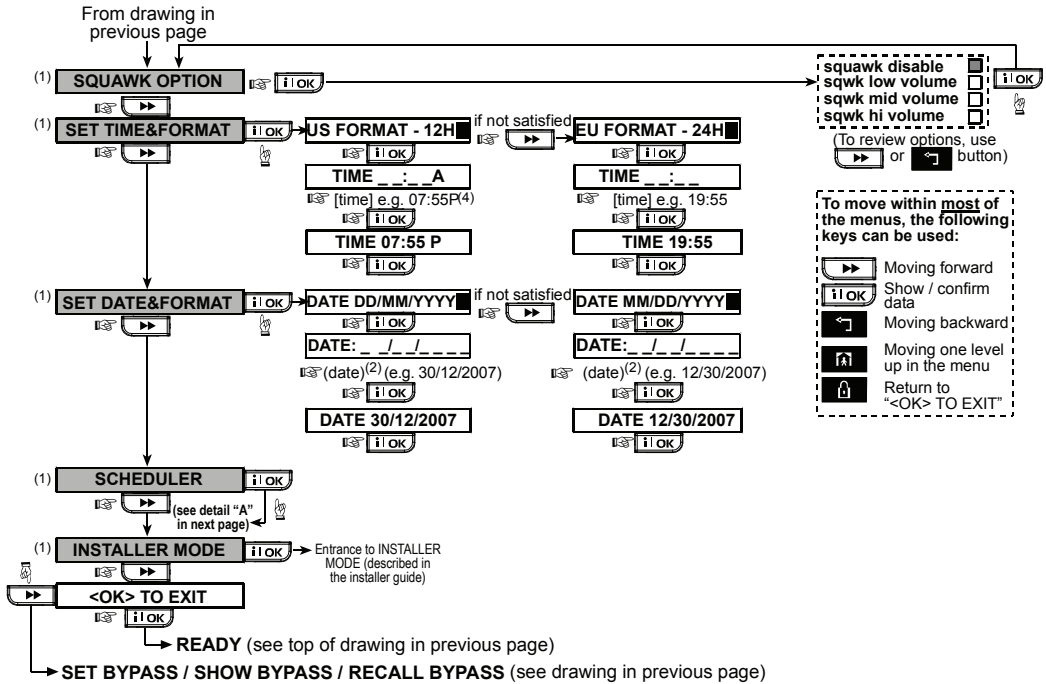 From drawing in
previous page
(1) SQUAWK OPTION i OK
squawk disable
sqwk low volume
sqwk mid volume
sqwk hi volume
i OK
(To review options, use
or button)
(1) SET TIME&FORMAT i OK
US FORMAT - 12H
if not satisfied
EU FORMAT - 24H
i OK
i OK
TIME _ _:_ _A
TIME _ _:_ _
[time] e.g. 07:55P(4)
[time] e.g. 19:55
i OK
i OK
TIME 07:55 P
TIME 19:55
i OK
i OK
To move within most of
the menus, the following
keys can be used:
Moving forward
i OK Show / confirm
data
Moving backward
Moving one level
up in the menu
Return to
“<OK> TO EXIT”
(1) SET DATE&FORMAT i OK
DATE DD/MM/YYYY
if not satisfied
DATE MM/DD/YYYY
i OK
i OK
DATE: _ _/_ _/_ _ _ _
DATE:_ _/_ _/_ _ _ _
(date)(2) (e.g. 30/12/2007)
(date)(2) (e.g. 12/30/2007)
i OK
i OK
DATE 30/12/2007
DATE 12/30/2007
i OK
i OK
(1) SCHEDULER i OK
(see detail “A”
in next page)
(1) INSTALLER MODE i OK
Entrance to INSTALLER
MODE (described in
the installer guide)
<OK> TO EXIT
i OK
READY (see top of drawing in previous page)
SET BYPASS / SHOW BYPASS / RECALL BYPASS (see drawing in previous page)